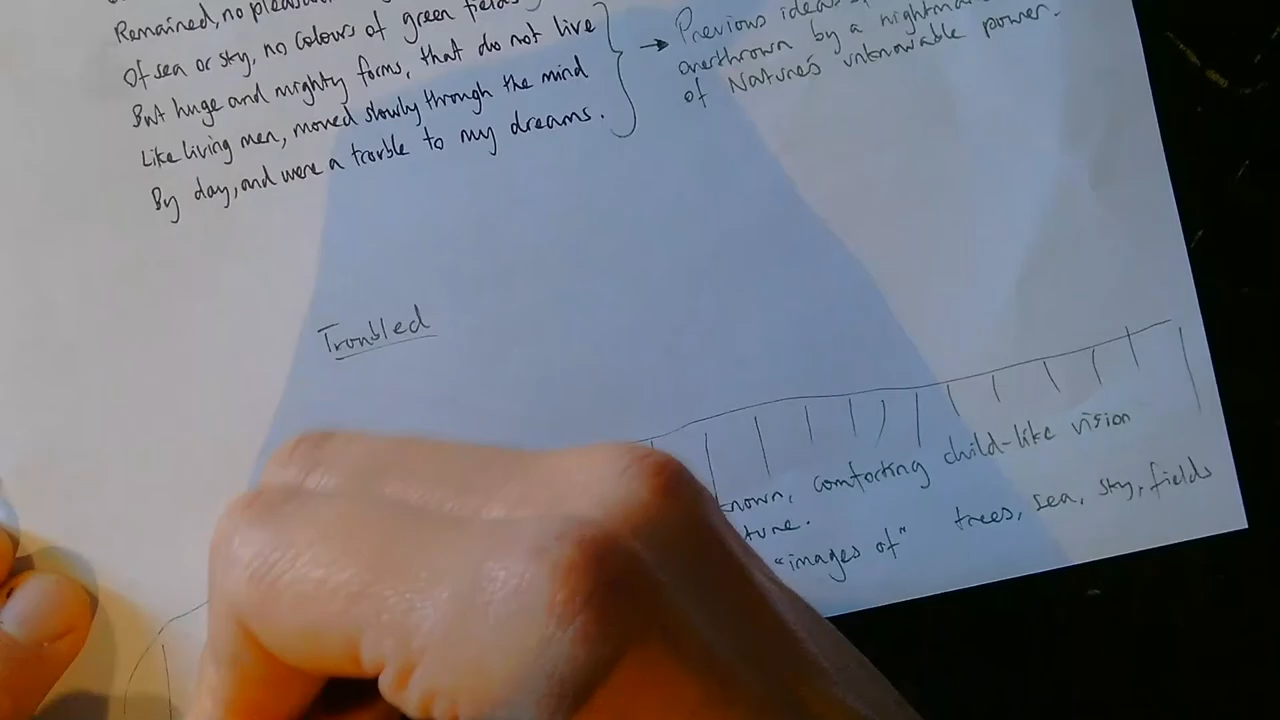 Remained, no
Of sea or sky, no colours of green fields
But huge and mighty forms, that do not live
Like living men, moved slowly through the mind
By day, and were a trouble to my dreams.
Previous ideas
overthrown by a
of Nature's unknowable power.
Troubled
comforting child-like vision
"images of" trees, sea, sky, fields